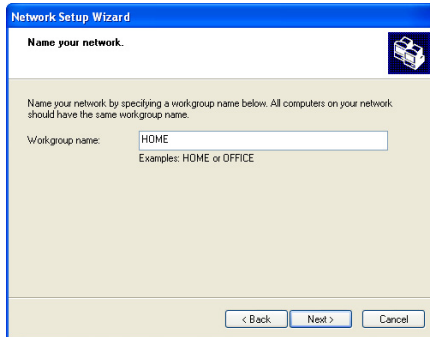 Network Setup Wizard
Name your network.
Name your network by specifying a workgroup name below. All computers on your network
should have the same workgroup name.
Workgroup name: HOME
Examples: HOME or OFFICE
< Back Next > Cancel